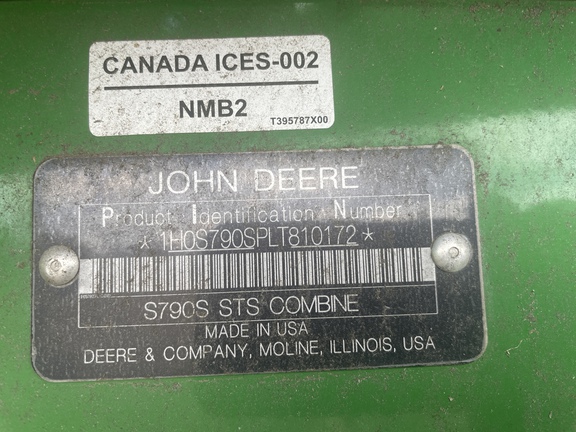 CANADA ICES-002
NMB2
T395787X00
JOHN DEERE
Product Identification Number
*1H0S790SPLT810172*
S790S STS COMBINE
MADE IN USA
DEERE & COMPANY, MOLINE, ILLINOIS, USA